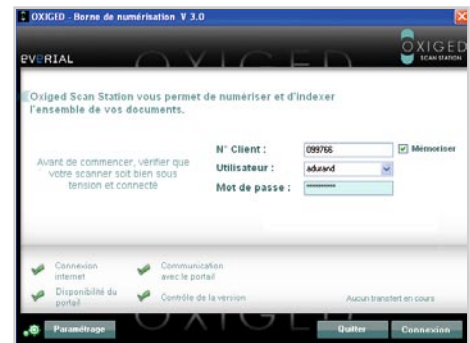 OXIGED - Borne de numérisation V 3.0
everial
OXIGED
OXIGED
SCAN STATION
Oxiged Scan Station vous permet de numériser et d'indexer
l'ensemble de vos documents.
N° Client : 099766 Mémoriser
Avant de commencer, vérifier que
votre scanner soit bien sous
tension et connecté
Utilisateur : adurand
Mot de passe : **********
Connexion
internet
Communication
avec le portail
Disponibilité du
portail
Contrôle de la version
Aucun transfert en cours
OXIGED
Paramétrage
Quitter
Connexion